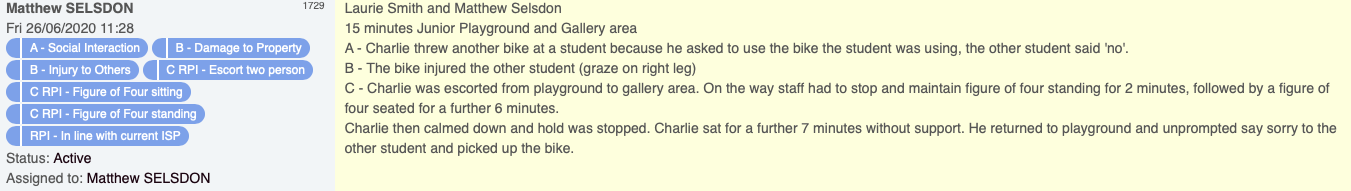 Matthew SELSDON
1729
Fri 26/06/2020 11:28
A - Social Interaction
B - Damage to Property
B - Injury to Others
C RPI - Escort two person
C RPI - Figure of Four sitting
C RPI - Figure of Four standing
RPI - In line with current ISP
Status: Active
Assigned to: Matthew SELSDON
Laurie Smith and Matthew Selsdon
15 minutes Junior Playground and Gallery area
A - Charlie threw another bike at a student because he asked to use the bike the student was using, the other student said 'no'.
B - The bike injured the other student (graze on right leg)
C - Charlie was escorted from playground to gallery area. On the way staff had to stop and maintain figure of four standing for 2 minutes, followed by a figure of
four seated for a further 6 minutes.
Charlie then calmed down and hold was stopped. Charlie sat for a further 7 minutes without support. He returned to playground and unprompted say sorry to the
other student and picked up the bike.